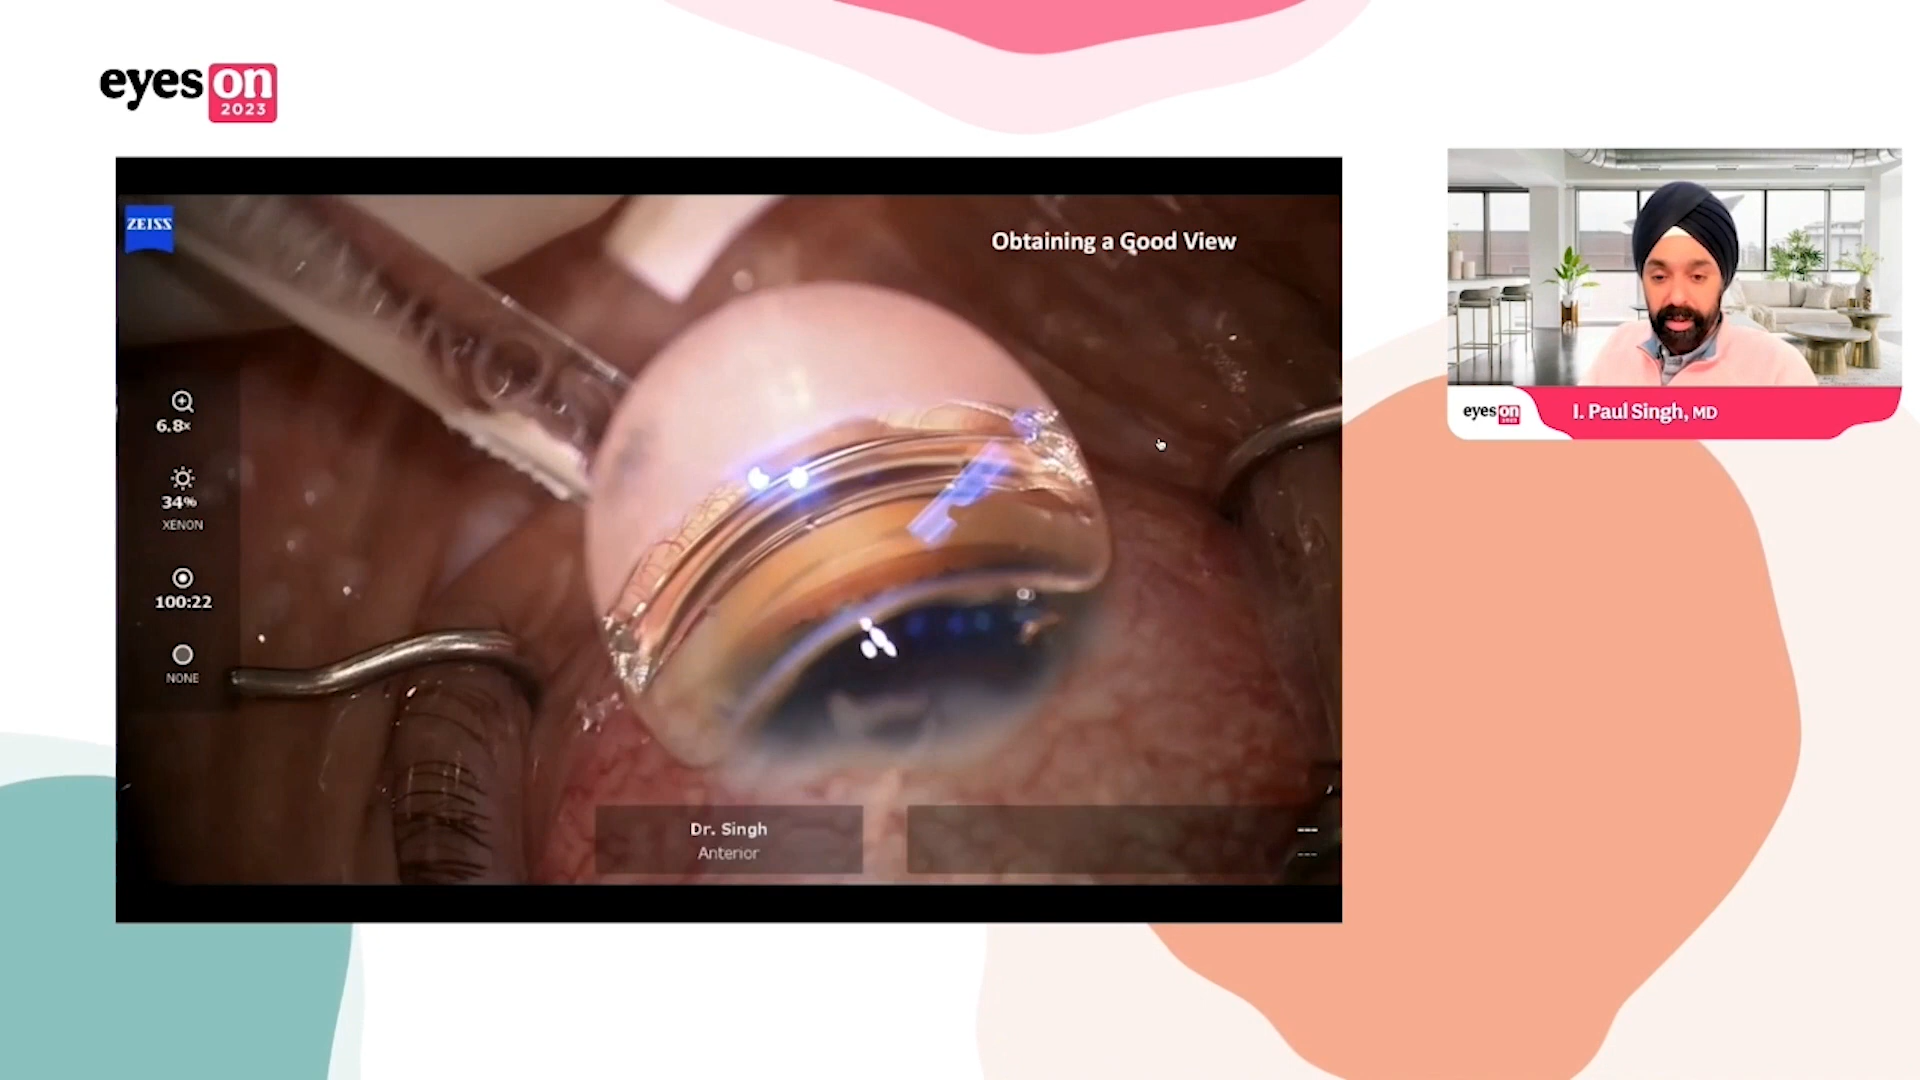 eyes on
2023
ZEISS
Obtaining a Good View
6.8x
34%
XENON
100:22
NONE
Dr. Singh
Anterior
---
---
eyes on
I. Paul Singh, MD